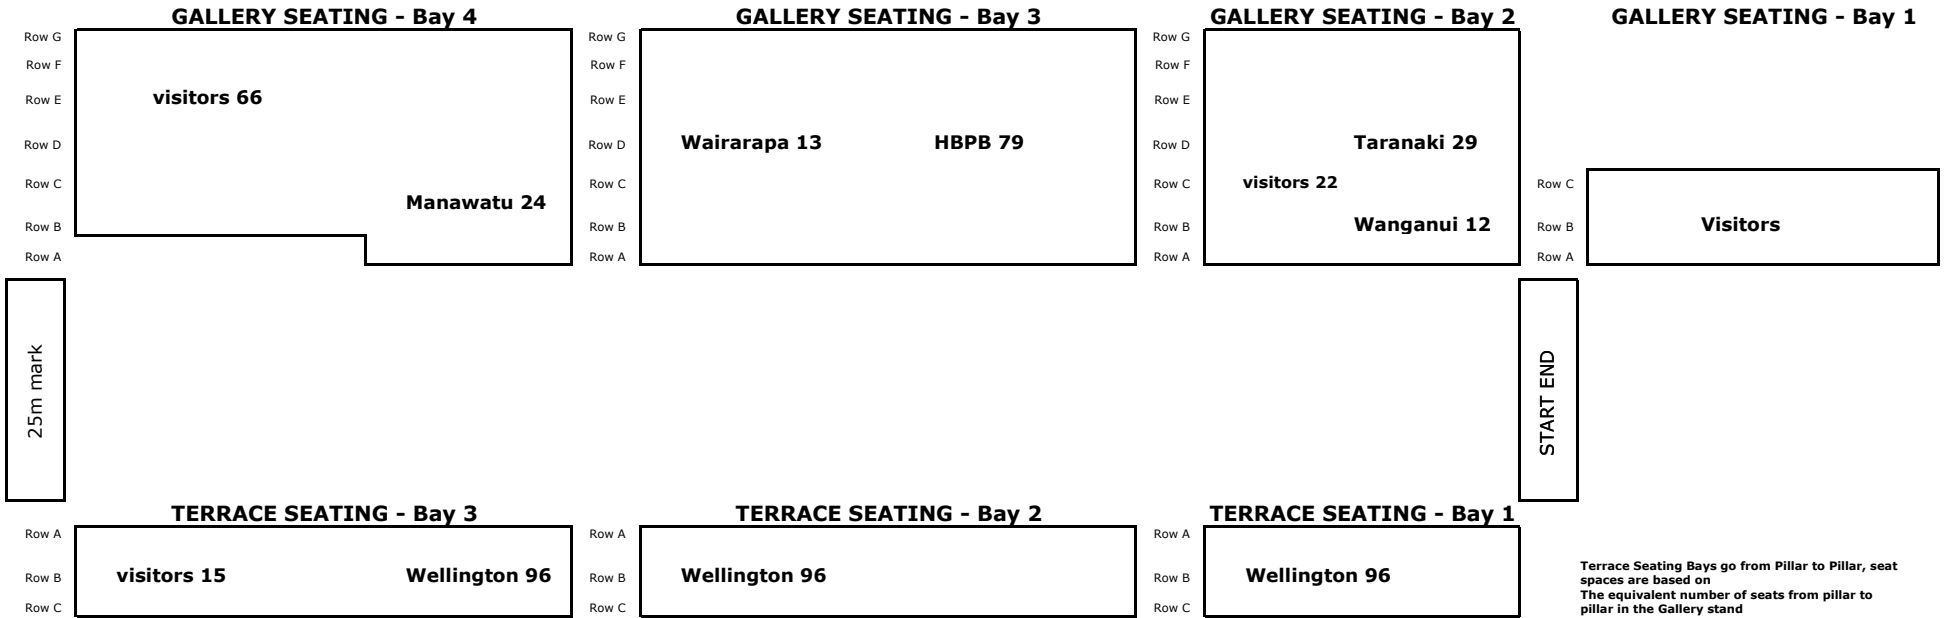 GALLERY SEATING - Bay 4
GALLERY SEATING - Bay 3
GALLERY SEATING - Bay 2
GALLERY SEATING - Bay 1
Row G
Row G
Row G
Row F
Row F
Row F
Row E
visitors 66
Row E
Row E
Row D
Row D
Wairarapa 13
HBPB 79
Row D
Taranaki 29
Row C
Row C
Row C
visitors 22
Row C
Manawatu 24
Row B
Row B
Row B
Wanganui 12
Row B
Visitors
Row A
Row A
Row A
Row A
25m mark
START END
TERRACE SEATING - Bay 3
TERRACE SEATING - Bay 2
TERRACE SEATING - Bay 1
Row A
Row A
Row A
Row B
visitors 15
Wellington 96
Row B
Wellington 96
Row B
Wellington 96
Row C
Row C
Row C
Terrace Seating Bays go from Pillar to Pillar, seat
spaces are based on
The equivalent number of seats from pillar to
pillar in the Gallery stand